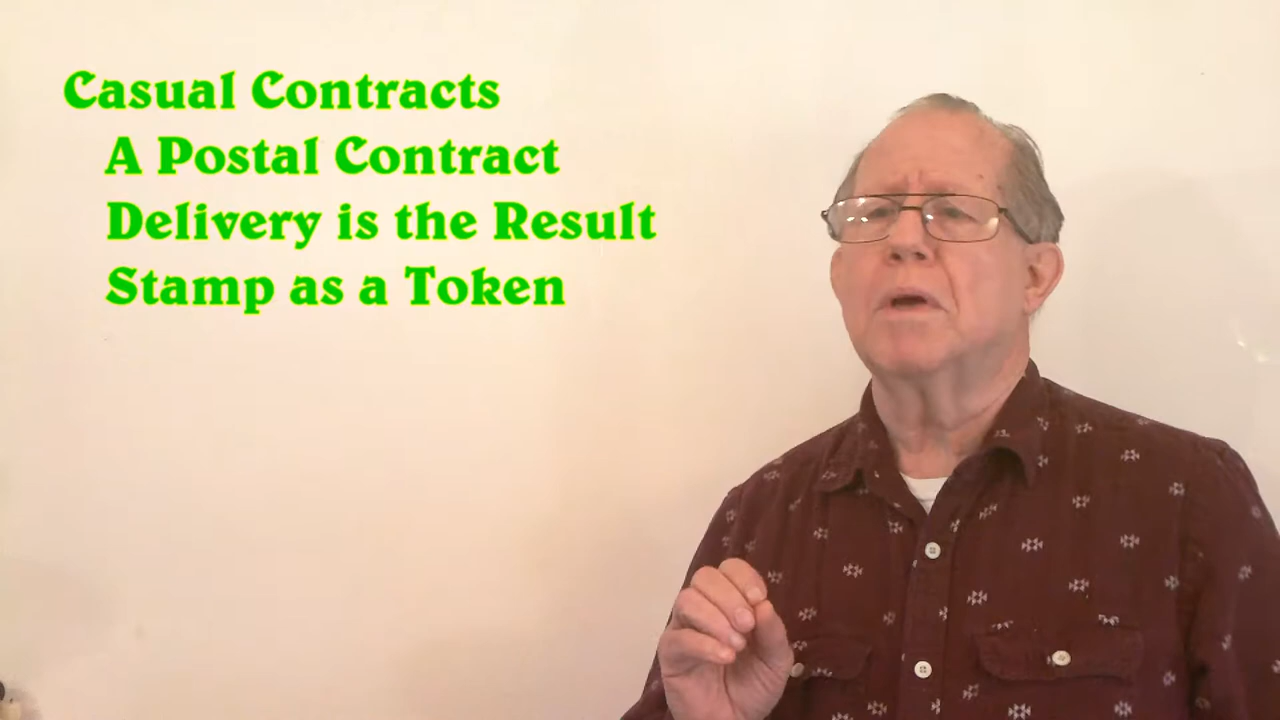 Casual Contracts
A Postal Contract
Delivery is the Result
Stamp as a Token